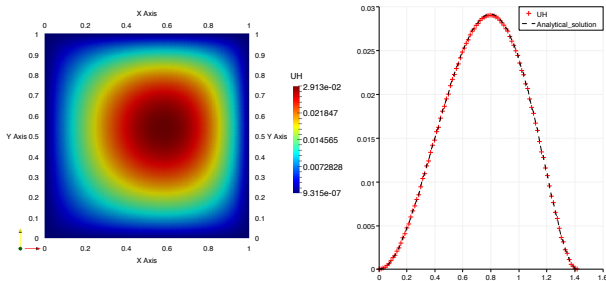 X Axis
0 0.2 0.4 0.6 0.8 1
1 1
0.9 0.9
0.8 0.8
0.7 0.7
0.6 0.6
Y Axis 0.5 Y Axis 0.5
0.4 0.4
0.3 0.3
0.2 0.2
0.1 0.1
0 0
0 0.2 0.4 0.6 0.8 1
X Axis
UH
2.913e-02
0.021847
0.014565
0.0072828
9.315e-07
UH
Analytical_solution
0.03
0.025
0.02
0.015
0.01
0.005
0
0 0.2 0.4 0.6 0.8 1 1.2 1.4 1.6